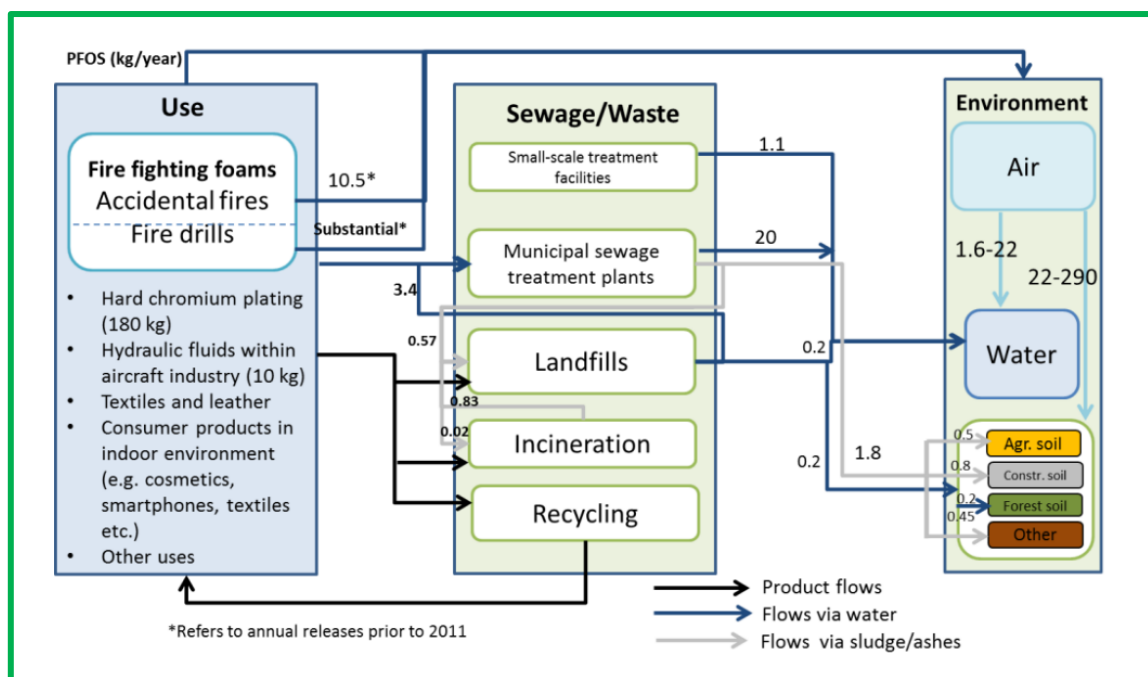 PFOS (kg/year)
Use
Fire fighting foams
Accidental fires
Fire drills
• Hard chromium plating
(180 kg)
• Hydraulic fluids within
aircraft industry (10 kg)
• Textiles and leather
• Consumer products in
indoor environment
(e.g. cosmetics,
smartphones, textiles
etc.)
• Other uses
10.5*
Substantial*
3.4
0.57
0.83
0.02
Sewage/Waste
Small-scale treatment
facilities
Municipal sewage
treatment plants
Landfills
Incineration
Recycling
1.1
20
0.2
0.2
1.8
Environment
Air
1.6-22
22-290
Water
0.5
Agr. soil
0.8
Constr. soil
0.2
Forest soil
0.45
Other
*Refers to annual releases prior to 2011
Product flows
Flows via water
Flows via sludge/ashes